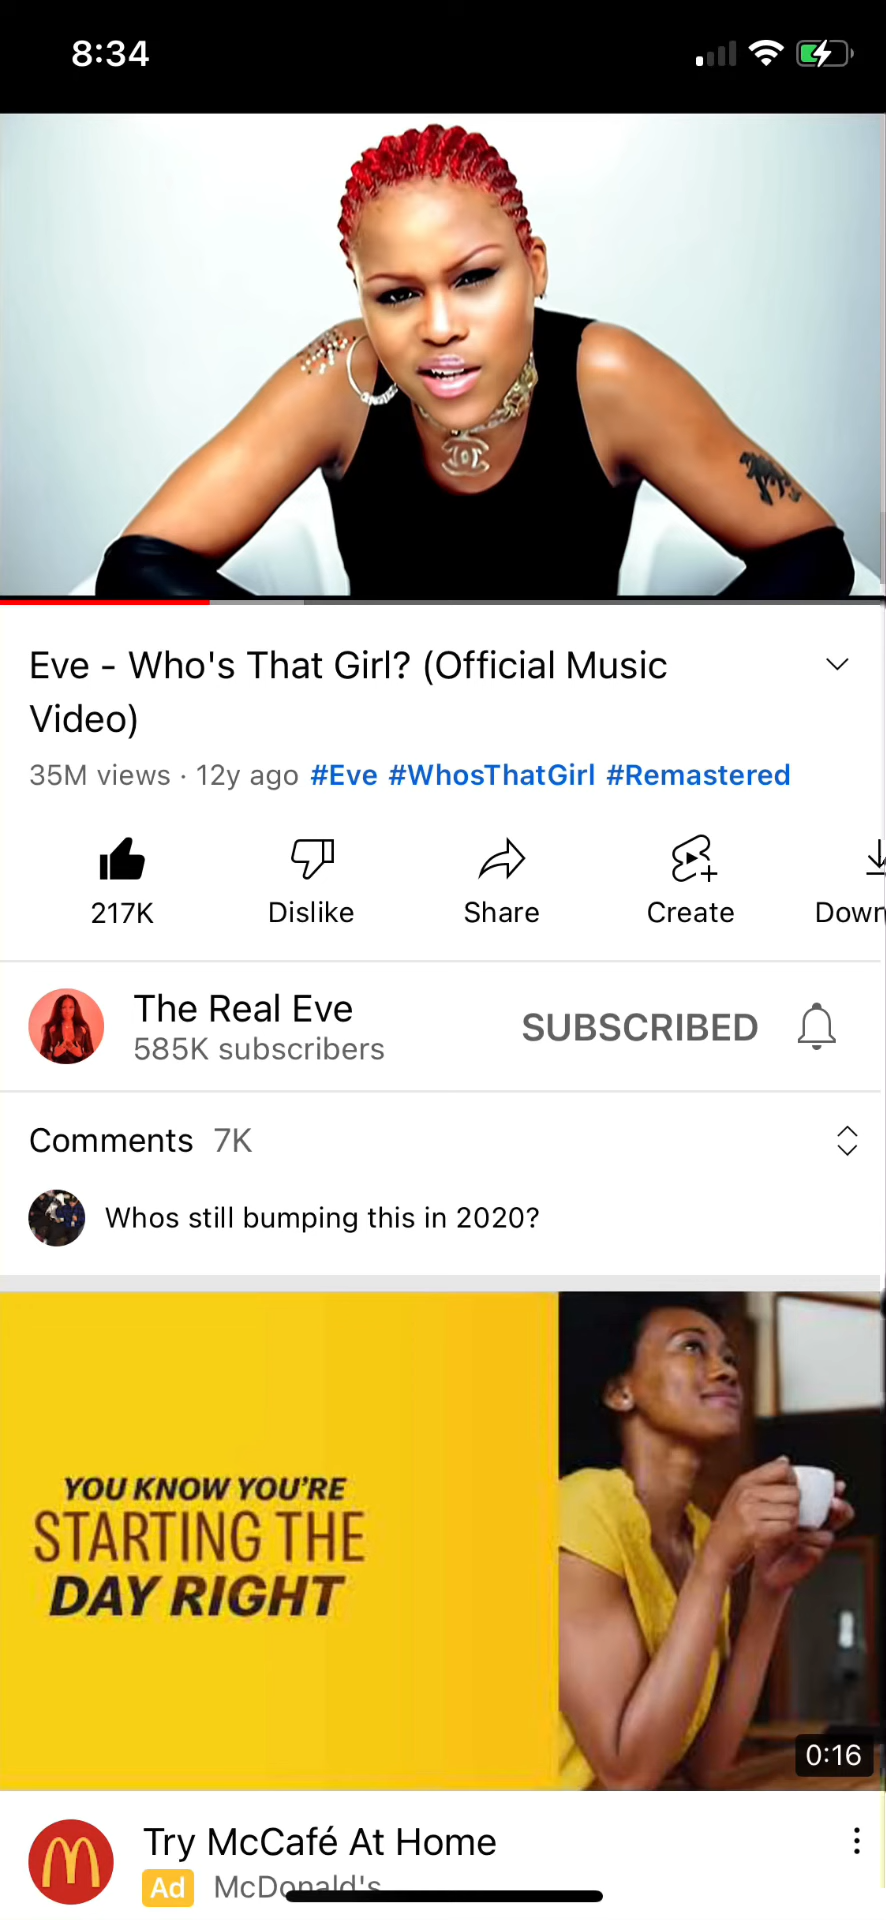 8:34
Eve - Who's That Girl? (Official Music
Video)
35M views · 12y ago #Eve #WhosThatGirl #Remastered
217K
Dislike
Share
Create
Down
The Real Eve
585K subscribers
SUBSCRIBED
Comments 7K
Whos still bumping this in 2020?
YOU KNOW YOU'RE
STARTING THE
DAY RIGHT
0:16
Try McCafé At Home
Ad McDonald's